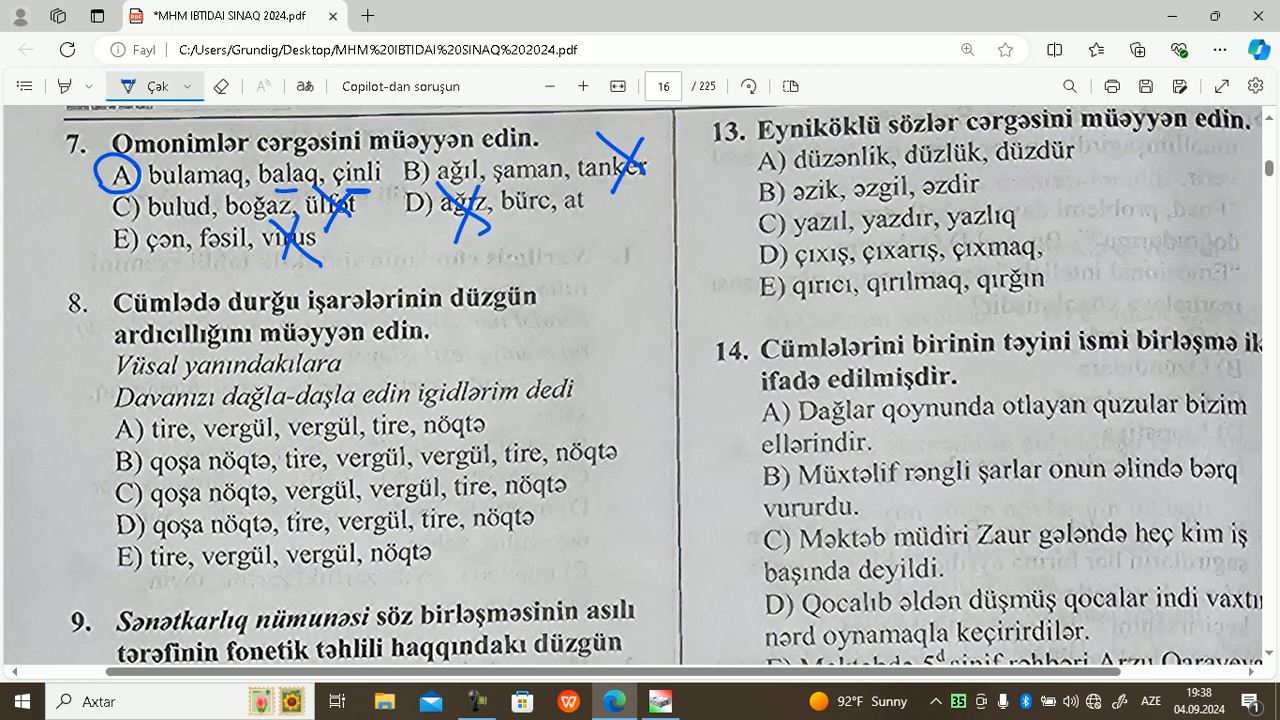 *MHM IBTIDAI SINAQ 2024.pdf
Fayl
C:/Users/Grundig/Desktop/MHM%20IBTIDAI%20SINAQ%202024.pdf
Çak
Copilot-dan soruşun
16 / 225
7. Omonimlər cərgəsini müəyyən edin.
A) bulamaq, balaq, çinli B) ağıl, şaman, tanker
C) bulud, boğaz, ülfət D) ağız, bürc, at
E) çən, fəsil, virus
8. Cümlədə durğu işarələrinin düzgün
ardıcıllığını müəyyən edin.
Vüsal yanındakılara
Davanızı dağla-daşla edin igidlərim dedi
A) tire, vergül, vergül, tire, nöqtə
B) qoşa nöqtə, tire, vergül, vergül, tire, nöqtə
C) qoşa nöqtə, vergül, vergül, tire, nöqtə
D) qoşa nöqtə, tire, vergül, tire, nöqtə
E) tire, vergül, vergül, nöqtə
9. Sənətkarlıq nümunəsi söz birləşməsinin asılı
tərəfinin fonetik təhlili haqqındakı düzgün
13. Eyniköklü sözlər cərgəsini müəyyən edin.
A) düzənlik, düzlük, düzdür
B) əzik, əzgil, əzdir
C) yazıl, yazdır, yazlıq
D) çıxış, çıxarış, çıxmaq,
E) qırıcı, qırılmaq, qırğın
14. Cümlələrini birinin təyini ismi birləşmə ik
ifadə edilmişdir.
A) Dağlar qoynunda otlayan quzular bizim
ellərindir.
B) Müxtəlif rəngli şarlar onun əlində bərq
vururdu.
C) Məktəb müdiri Zaur gələndə heç kim iş
başında deyildi.
D) Qocalıb əldən düşmüş qocalar indi vaxtı
nərd oynamaqla keçirirdilər.
E) Məktəbdə 5d sinif rəhbəri Arzu Qarayeva
Axtar
92°F Sunny
35
AZE
19:38
04.09.2024